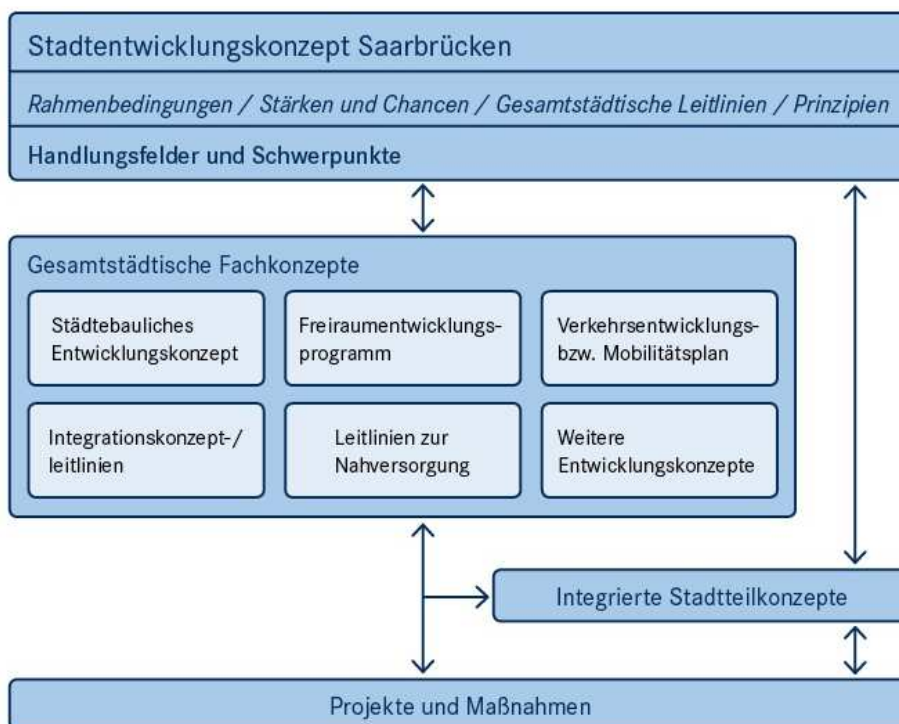 Stadtentwicklungskonzept Saarbrücken
Rahmenbedingungen / Stärken und Chancen / Gesamtstädtische Leitlinien / Prinzipien
Handlungsfelder und Schwerpunkte
Gesamtstädtische Fachkonzepte
Städtebauliches
Entwicklungskonzept
Freiraumentwicklungs-
programm
Verkehrsentwicklungs-
bzw. Mobilitätsplan
Integrationskonzept-/
leitlinien
Leitlinien zur
Nahversorgung
Weitere
Entwicklungskonzepte
Integrierte Stadtteilkonzepte
Projekte und Maßnahmen